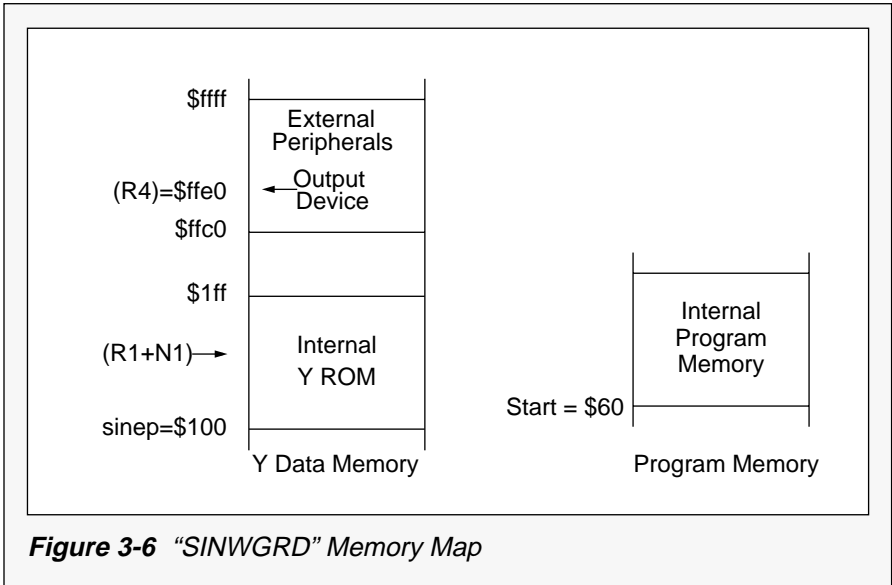 $ffff
External
Peripherals
(R4)=$ffe0
Output
Device
$ffc0
$1ff
(R1+N1)
Internal
Y ROM
sinep=$100
Y Data Memory
Internal
Program
Memory
Start = $60
Program Memory
Figure 3-6 “SINWGRD” Memory Map